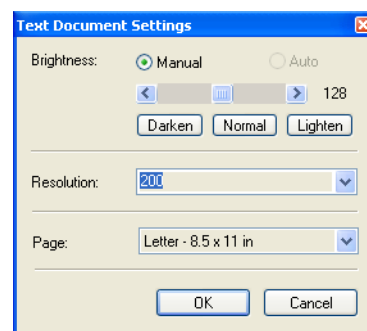 Text Document Settings
Brightness: Manual Auto
128
Darken Normal Lighten
Resolution: 200
Page: Letter - 8.5 x 11 in
OK Cancel